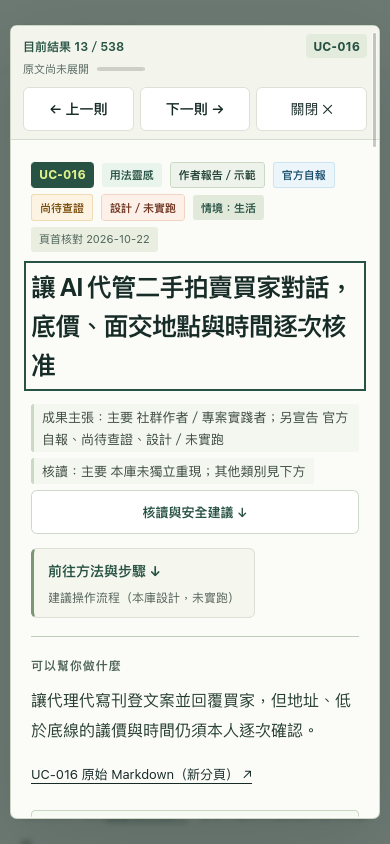 目前結果 13 / 538
UC-016
原文尚未展開
← 上一則
下一則 →
關閉 ✕
UC-016
用法靈感
作者報告 / 示範
官方自報
尚待查證
設計 / 未實跑
情境：生活
頁首核對 2026-10-22
讓 AI 代管二手拍賣買家對話，
底價、面交地點與時間逐次核
准
成果主張：主要 社群作者 / 專案實踐者；另宣告 官方
自報、尚待查證、設計 / 未實跑
核讀：主要 本庫未獨立重現；其他類別見下方
核讀與安全建議 ↓
前往方法與步驟 ↓
建議操作流程（本庫設計，未實跑）
可以幫你做什麼
讓代理代寫刊登文案並回覆買家，但地址、低
於底線的議價與時間仍須本人逐次確認。
UC-016 原始 Markdown（新分頁） ↗